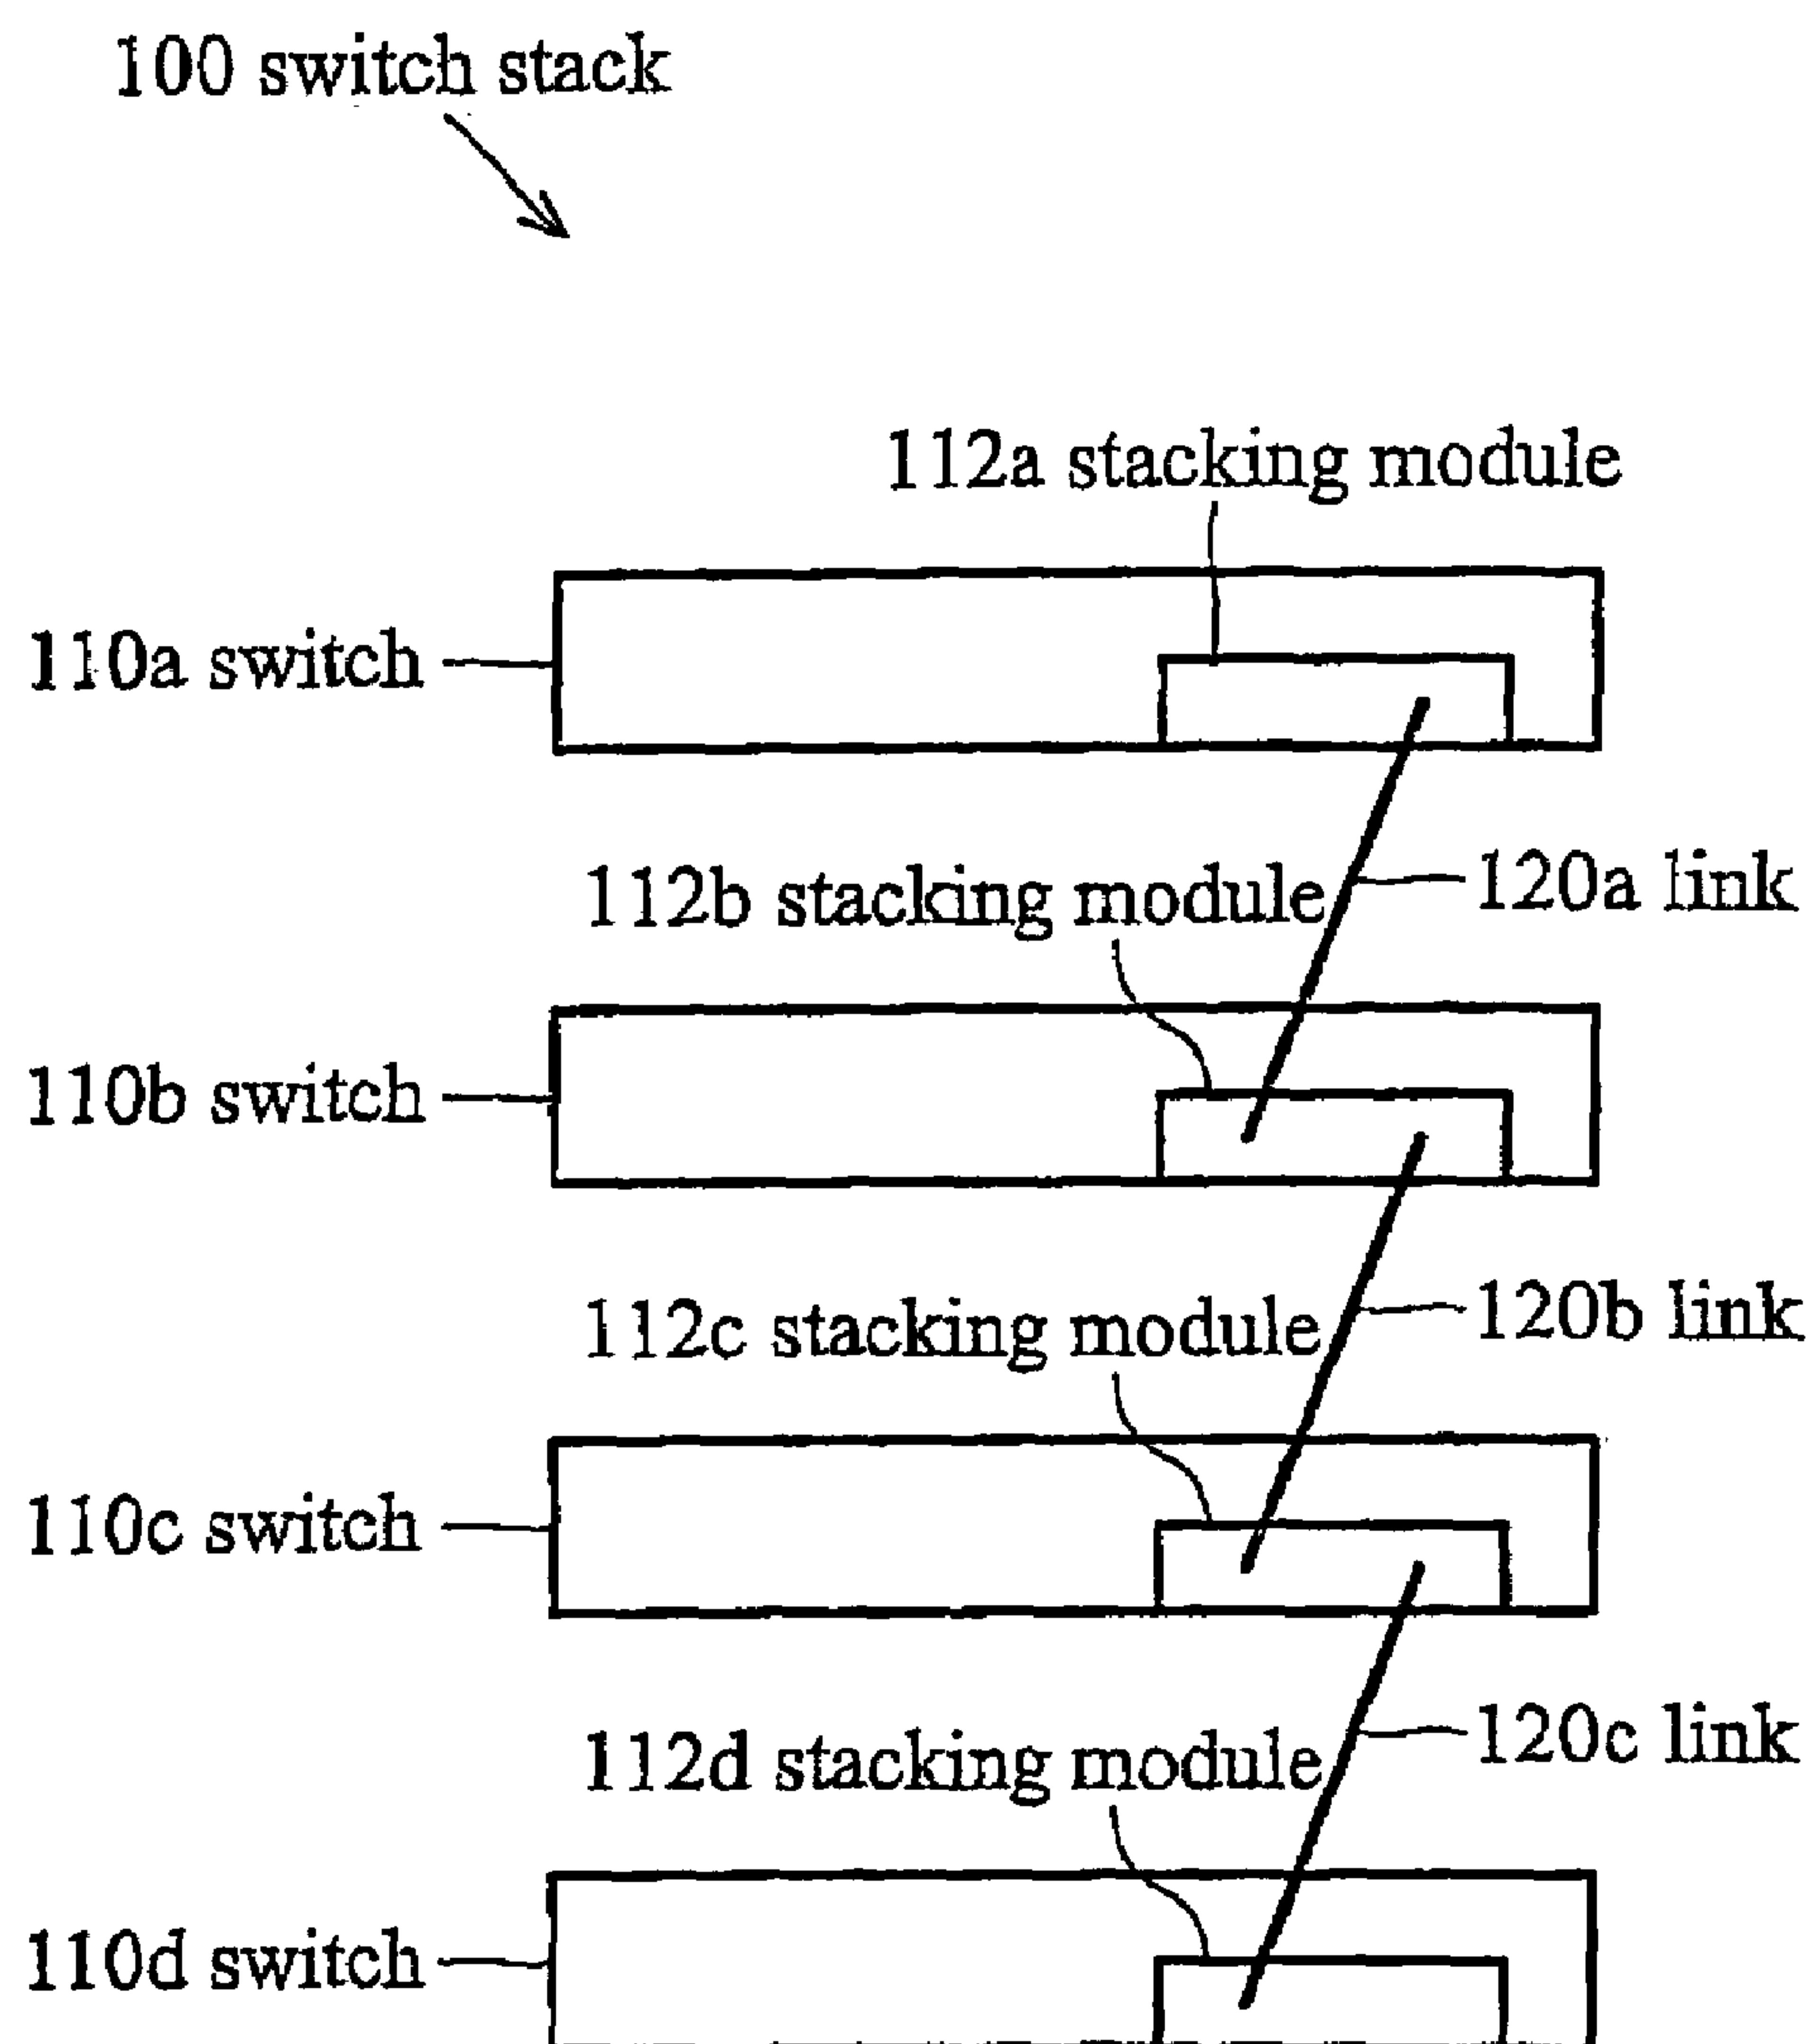 100 switch stack
112a stacking module
110a switch
112b stacking module
120a link
110b switch
112c stacking module
120b link
110c switch
112d stacking module
120c link
110d switch